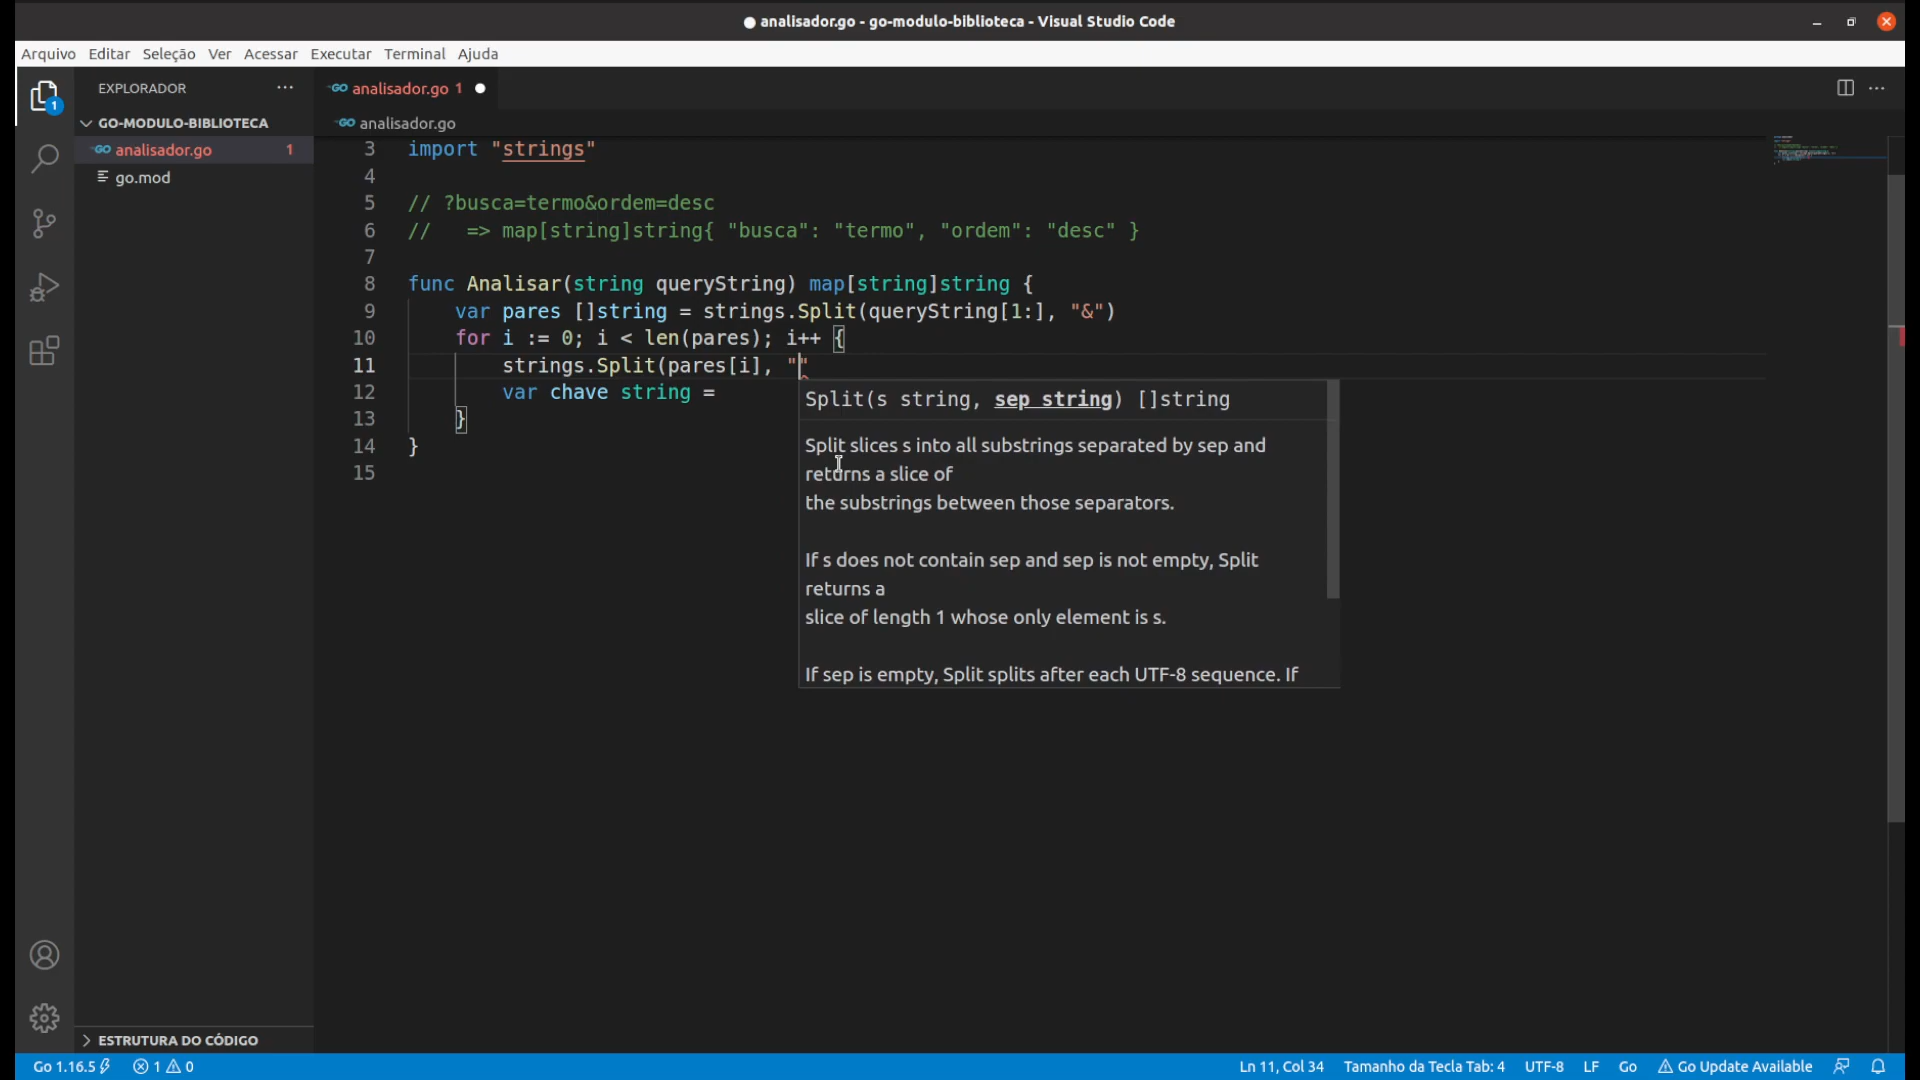 analisador.go - go-modulo-biblioteca - Visual Studio Code
Arquivo Editar Seleção Ver Acessar Executar Terminal Ajuda
EXPLORADOR
GO-MODULO-BIBLIOTECA
analisador.go 1
go.mod
ESTRUTURA DO CÓDIGO
1
GO analisador.go 1
GO analisador.go
3 import "strings"
4
5 // ?busca=termo&ordem=desc
6 //   => map[string]string{ "busca": "termo", "ordem": "desc" }
7
8 func Analisar(string queryString) map[string]string {
9     var pares []string = strings.Split(queryString[1:], "&")
10     for i := 0; i < len(pares); i++ {
11         strings.Split(pares[i], ""
12         var chave string =
13     }
14 }
15
Split(s string, sep string) []string
Split slices s into all substrings separated by sep and
returns a slice of
the substrings between those separators.
If s does not contain sep and sep is not empty, Split
returns a
slice of length 1 whose only element is s.
If sep is empty, Split splits after each UTF-8 sequence. If
Go 1.16.5 1 0 Ln 11, Col 34 Tamanho da Tecla Tab: 4 UTF-8 LF Go Go Update Available